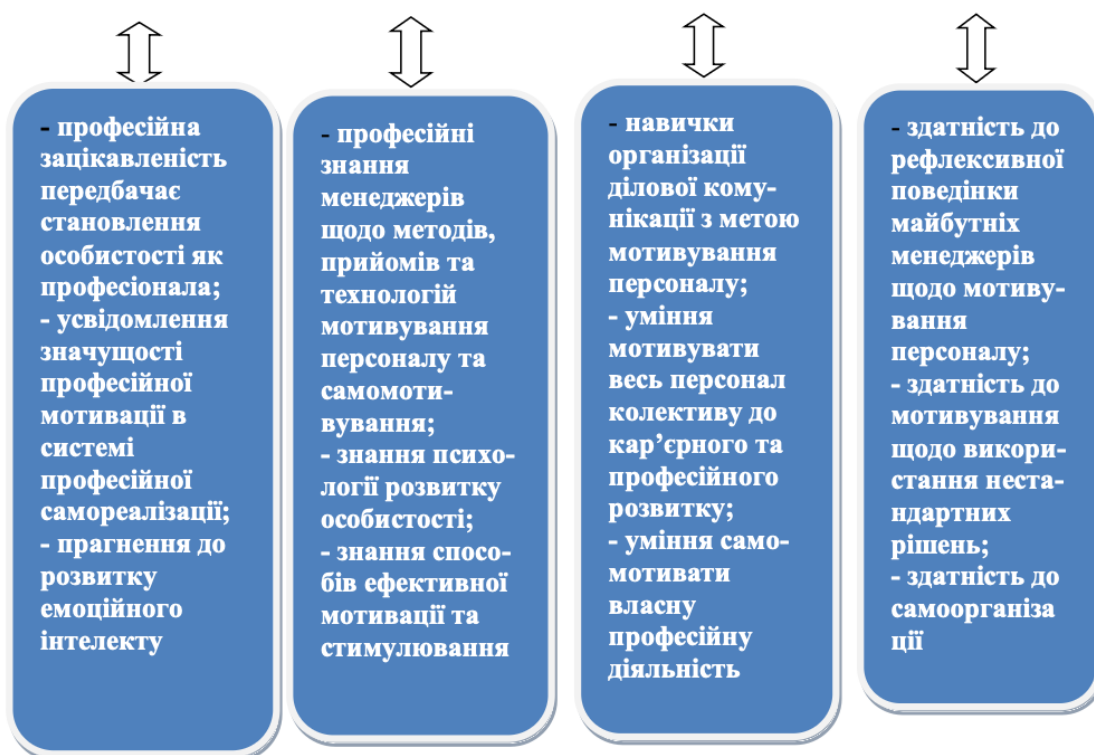 - професійна
зацікавленість
передбачає
становлення
особистості як
професіонала;
- усвідомлення
значущості
професійної
мотивації в
системі
професійної
самореалізації;
- прагнення до
розвитку
емоційного
інтелекту
- професійні
знання
менеджерів
щодо методів,
прийомів та
технологій
мотивування
персоналу та
самомоти-
вування;
- знання психо-
логії розвитку
особистості;
- знання спосо-
бів ефективної
мотивації та
стимулювання
- навички
організації
ділової кому-
нікації з метою
мотивування
персоналу;
- уміння
мотивувати
весь персонал
колективу до
кар’єрного та
професійного
розвитку;
- уміння само-
мотивати
власну
професійну
діяльність
- здатність до
рефлексивної
поведінки
майбутніх
менеджерів
щодо мотиву-
вання
персоналу;
- здатність до
мотивування
щодо викори-
стання неста-
ндартних
рішень;
- здатність до
самоорганіза
ції